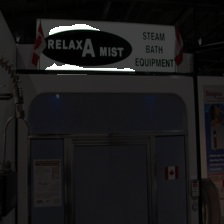 RELAX A MIST
STEAM
BATH
EQUIPMENT